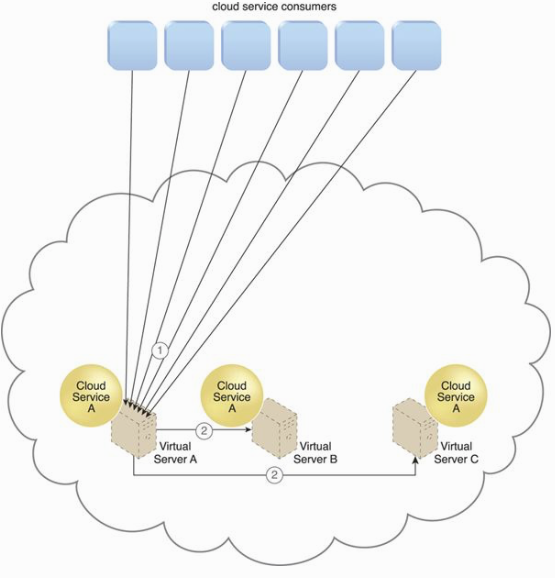 cloud service consumers
1
Cloud
Service
A
Cloud
Service
A
Cloud
Service
A
2
Virtual
Server A
Virtual
Server B
Virtual
Server C
2